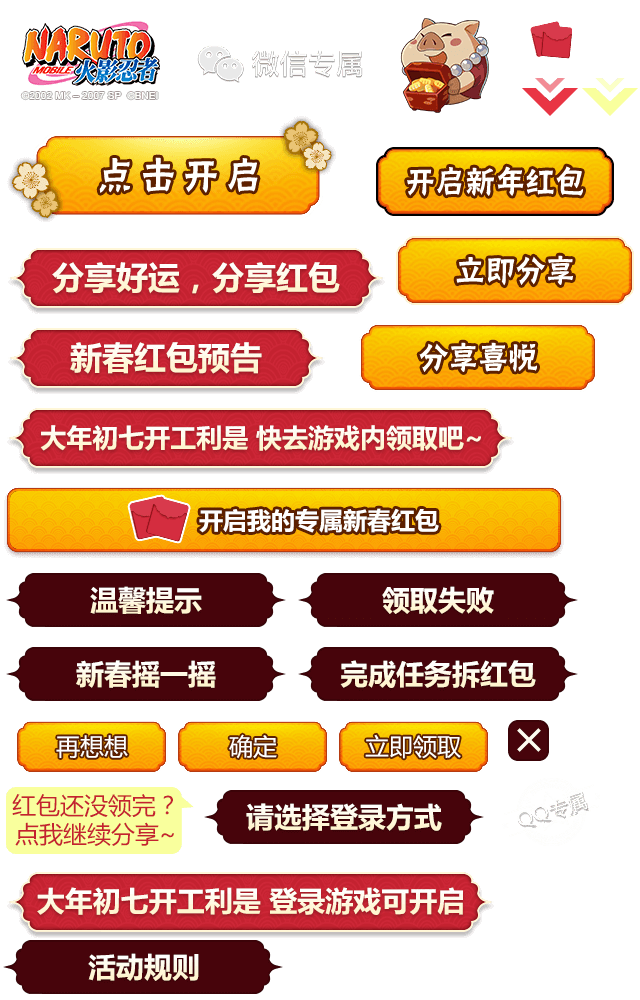 NARUTO
MOBILE 火影忍者
©2002 MK – 2007 SP ©BNEI
微信专属
点击开启
开启新年红包
分享好运，分享红包
立即分享
新春红包预告
分享喜悦
大年初七开工利是 快去游戏内领取吧~
开启我的专属新春红包
温馨提示
领取失败
新春摇一摇
完成任务拆红包
再想想
确定
立即领取
红包还没领完？
点我继续分享~
请选择登录方式
QQ专属
大年初七开工利是 登录游戏可开启
活动规则